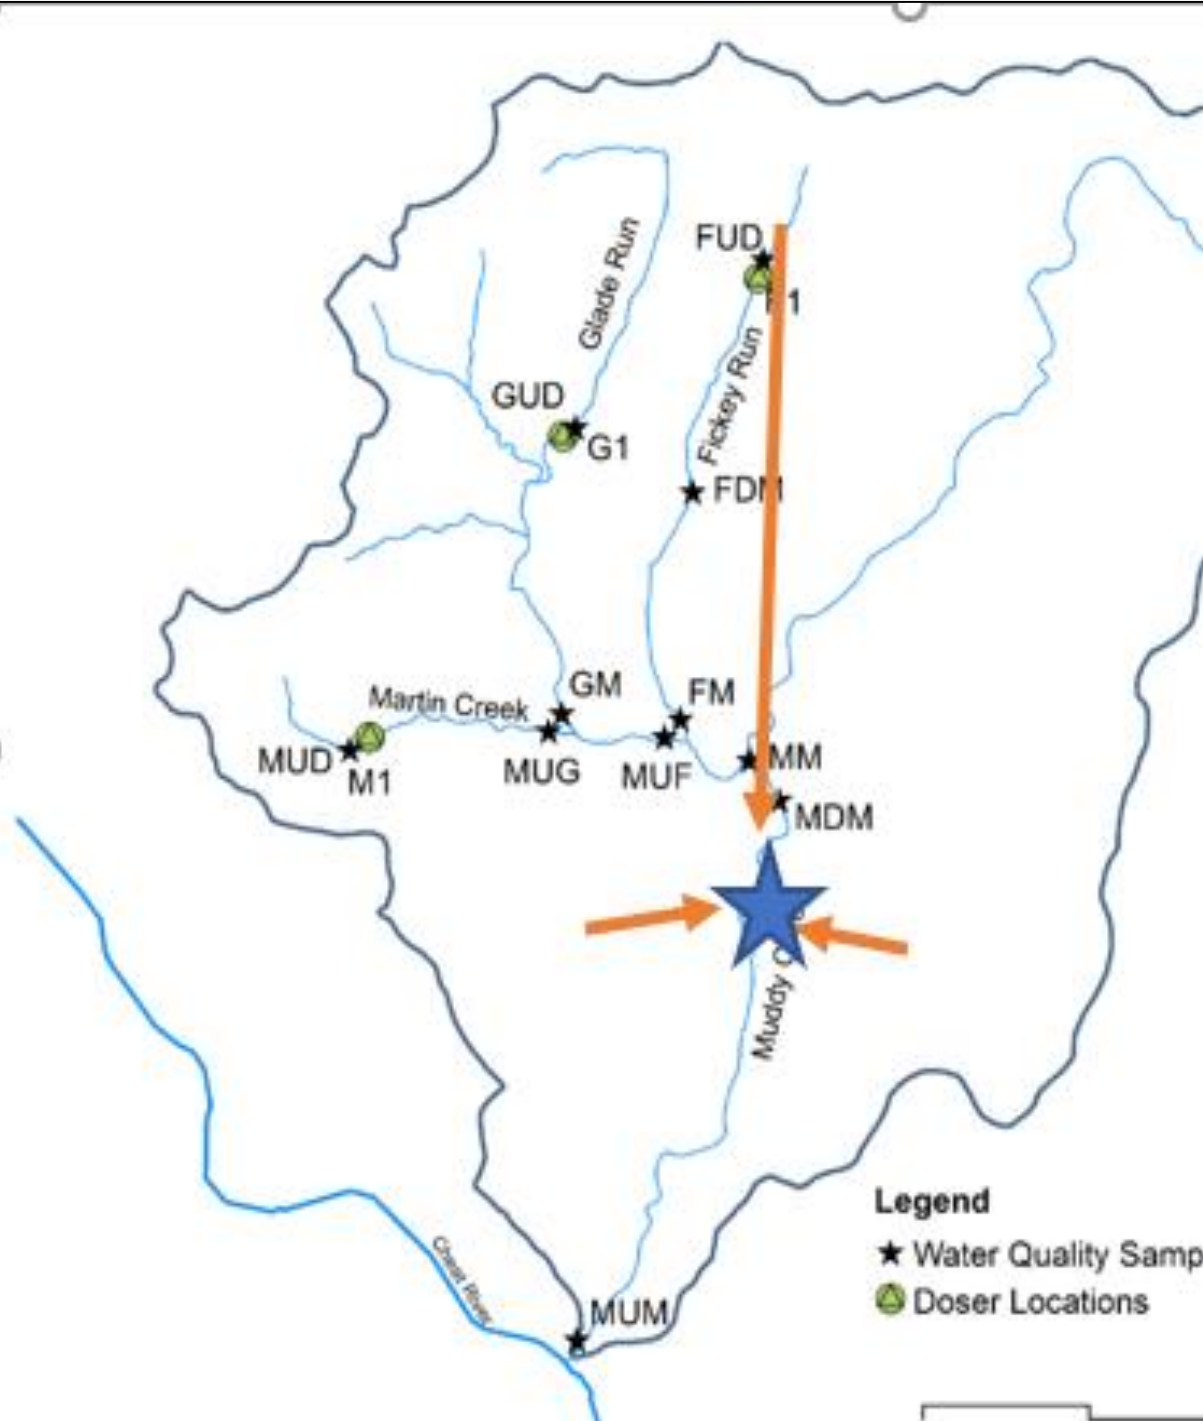 Glade Run
FUD
F1
Fickey Run
GUD
G1
FDM
GM
FM
Martin Creek
MUD
M1
MUG
MUF
MM
MDM
Muddy
Cheat River
MUM
Legend
Water Quality Samp
Doser Locations